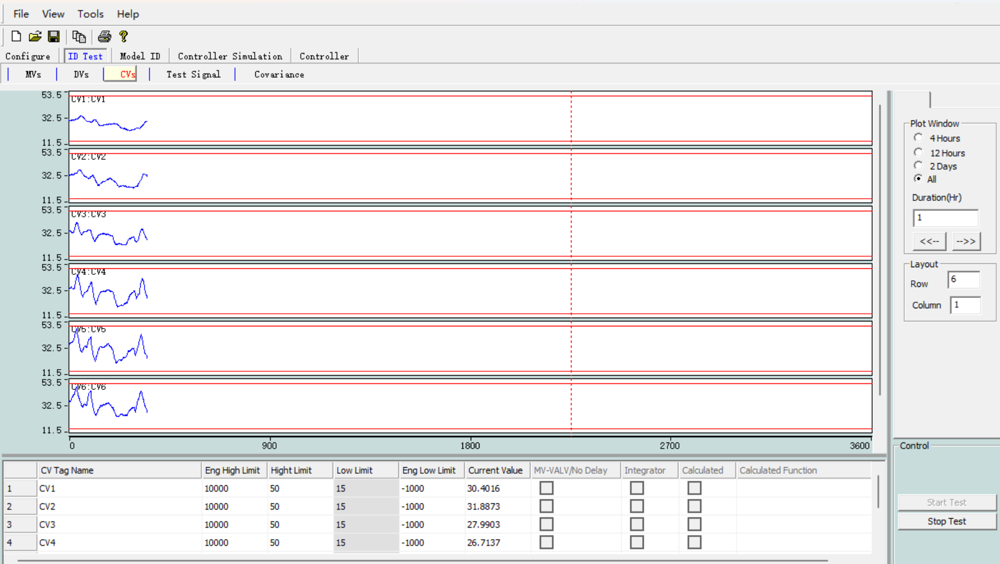 File View Tools Help
Configure ID Test Model ID Controller Simulation Controller
MVs DVs CVs Test Signal Covariance
53.5
CV1:CV1
32.5
11.5
53.5
CV2:CV2
32.5
11.5
53.5
CV3:CV3
32.5
11.5
53.5
CV4:CV4
32.5
11.5
53.5
CV5:CV5
32.5
11.5
53.5
CV6:CV6
32.5
11.5
0 900 1800 2700 3600
Plot Window
4 Hours
12 Hours
2 Days
All
Duration(Hr)
1
<<-- -->>
Layout
Row 6
Column 1
CV Tag Name Eng High Limit Hight Limit Low Limit Eng Low Limit Current Value MV-VALV/No Delay Integrator Calculated Calculated Function
1 CV1 10000 50 15 -1000 30.4016
2 CV2 10000 50 15 -1000 31.8873
3 CV3 10000 50 15 -1000 27.9903
4 CV4 10000 50 15 -1000 26.7137
Control
Start Test
Stop Test